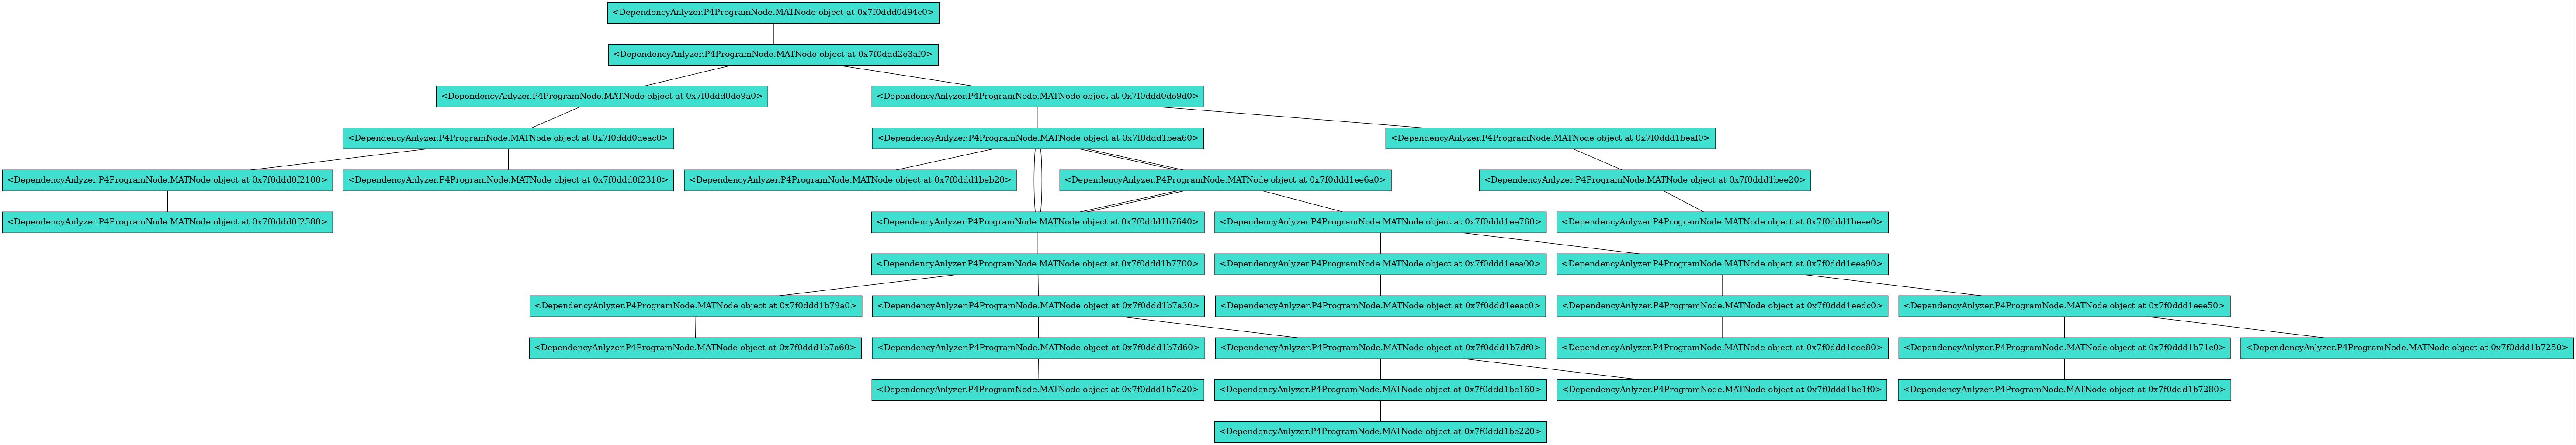 <DependencyAnlyzer.P4ProgramNode.MATNode object at 0x7f0ddd0d94c0>
<DependencyAnlyzer.P4ProgramNode.MATNode object at 0x7f0ddd2e3af0>
<DependencyAnlyzer.P4ProgramNode.MATNode object at 0x7f0ddd0de9a0>
<DependencyAnlyzer.P4ProgramNode.MATNode object at 0x7f0ddd0de9d0>
<DependencyAnlyzer.P4ProgramNode.MATNode object at 0x7f0ddd0deac0>
<DependencyAnlyzer.P4ProgramNode.MATNode object at 0x7f0ddd1bea60>
<DependencyAnlyzer.P4ProgramNode.MATNode object at 0x7f0ddd1beaf0>
<DependencyAnlyzer.P4ProgramNode.MATNode object at 0x7f0ddd0f2100>
<DependencyAnlyzer.P4ProgramNode.MATNode object at 0x7f0ddd0f2310>
<DependencyAnlyzer.P4ProgramNode.MATNode object at 0x7f0ddd1beb20>
<DependencyAnlyzer.P4ProgramNode.MATNode object at 0x7f0ddd1ee6a0>
<DependencyAnlyzer.P4ProgramNode.MATNode object at 0x7f0ddd1bee20>
<DependencyAnlyzer.P4ProgramNode.MATNode object at 0x7f0ddd0f2580>
<DependencyAnlyzer.P4ProgramNode.MATNode object at 0x7f0ddd1b7640>
<DependencyAnlyzer.P4ProgramNode.MATNode object at 0x7f0ddd1ee760>
<DependencyAnlyzer.P4ProgramNode.MATNode object at 0x7f0ddd1beee0>
<DependencyAnlyzer.P4ProgramNode.MATNode object at 0x7f0ddd1b7700>
<DependencyAnlyzer.P4ProgramNode.MATNode object at 0x7f0ddd1eea00>
<DependencyAnlyzer.P4ProgramNode.MATNode object at 0x7f0ddd1eea90>
<DependencyAnlyzer.P4ProgramNode.MATNode object at 0x7f0ddd1b79a0>
<DependencyAnlyzer.P4ProgramNode.MATNode object at 0x7f0ddd1b7a30>
<DependencyAnlyzer.P4ProgramNode.MATNode object at 0x7f0ddd1eeac0>
<DependencyAnlyzer.P4ProgramNode.MATNode object at 0x7f0ddd1eedc0>
<DependencyAnlyzer.P4ProgramNode.MATNode object at 0x7f0ddd1eee50>
<DependencyAnlyzer.P4ProgramNode.MATNode object at 0x7f0ddd1b7a60>
<DependencyAnlyzer.P4ProgramNode.MATNode object at 0x7f0ddd1b7d60>
<DependencyAnlyzer.P4ProgramNode.MATNode object at 0x7f0ddd1b7df0>
<DependencyAnlyzer.P4ProgramNode.MATNode object at 0x7f0ddd1eee80>
<DependencyAnlyzer.P4ProgramNode.MATNode object at 0x7f0ddd1b71c0>
<DependencyAnlyzer.P4ProgramNode.MATNode object at 0x7f0ddd1b7250>
<DependencyAnlyzer.P4ProgramNode.MATNode object at 0x7f0ddd1b7e20>
<DependencyAnlyzer.P4ProgramNode.MATNode object at 0x7f0ddd1be160>
<DependencyAnlyzer.P4ProgramNode.MATNode object at 0x7f0ddd1be1f0>
<DependencyAnlyzer.P4ProgramNode.MATNode object at 0x7f0ddd1b7280>
<DependencyAnlyzer.P4ProgramNode.MATNode object at 0x7f0ddd1be220>